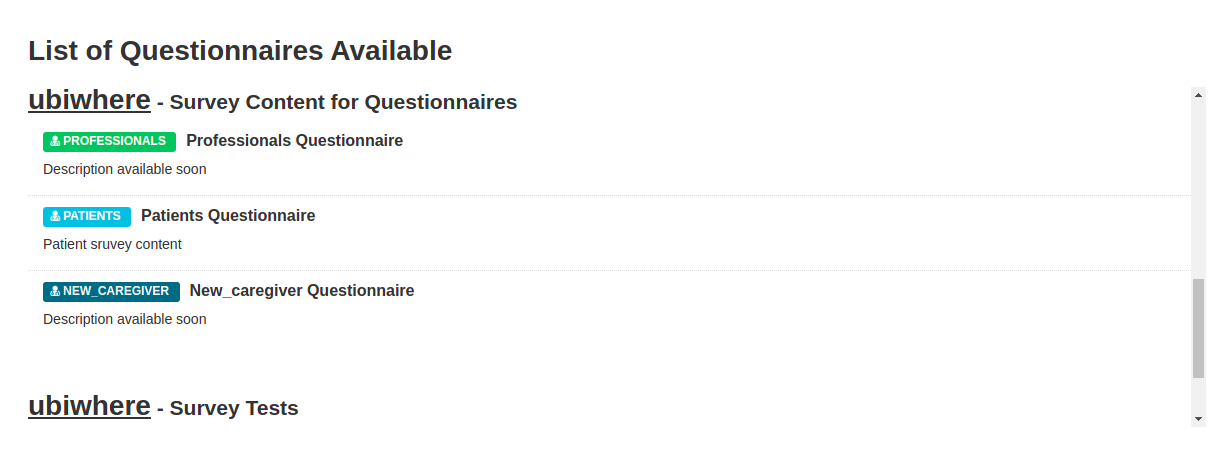 List of Questionnaires Available
ubiwhere - Survey Content for Questionnaires
PROFESSIONALS Professionals Questionnaire
Description available soon
PATIENTS Patients Questionnaire
Patient sruvey content
NEW_CAREGIVER New_caregiver Questionnaire
Description available soon
ubiwhere - Survey Tests